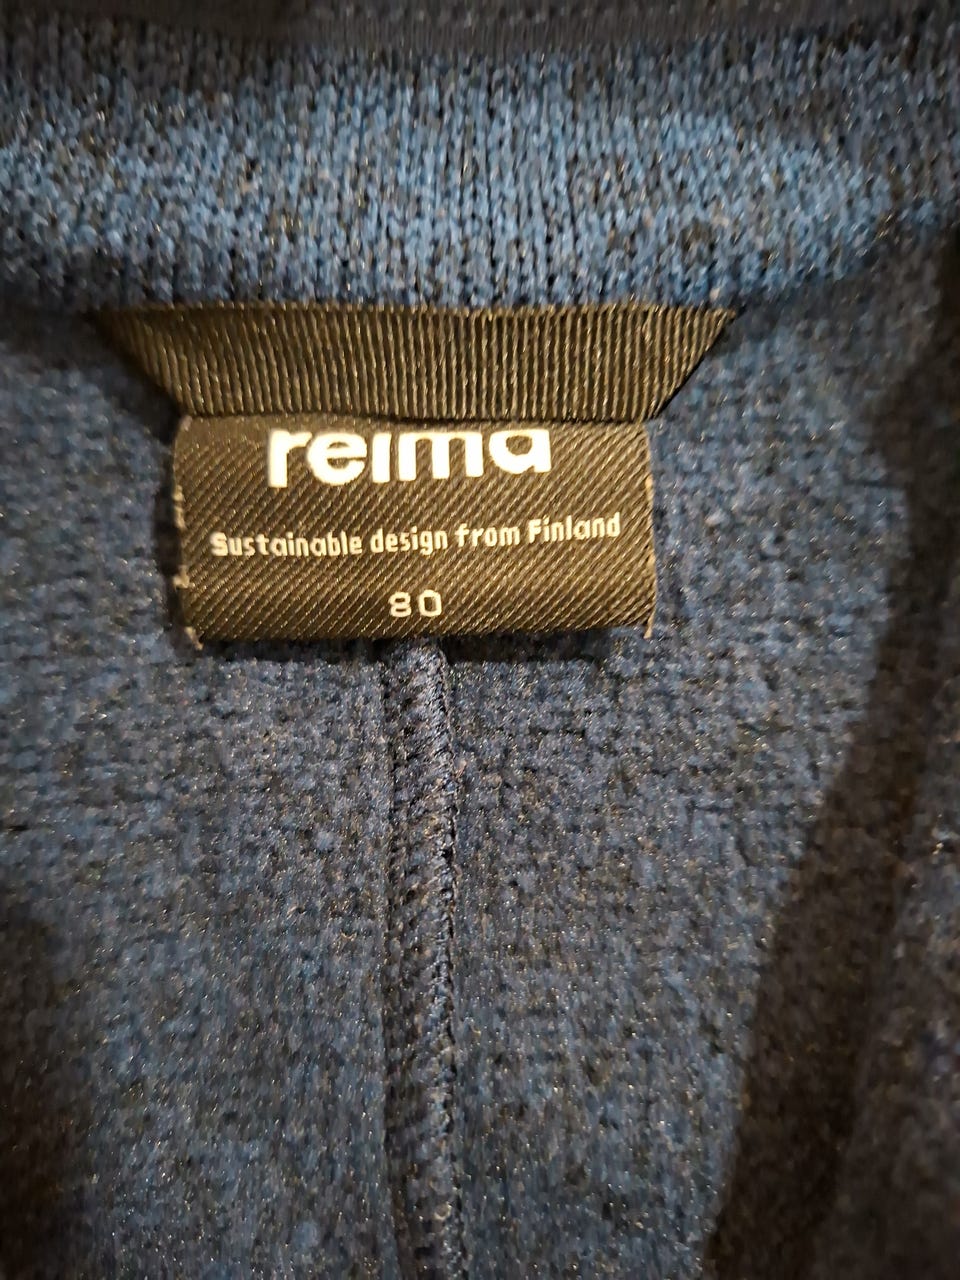 reima
Sustainable design from Finland
80